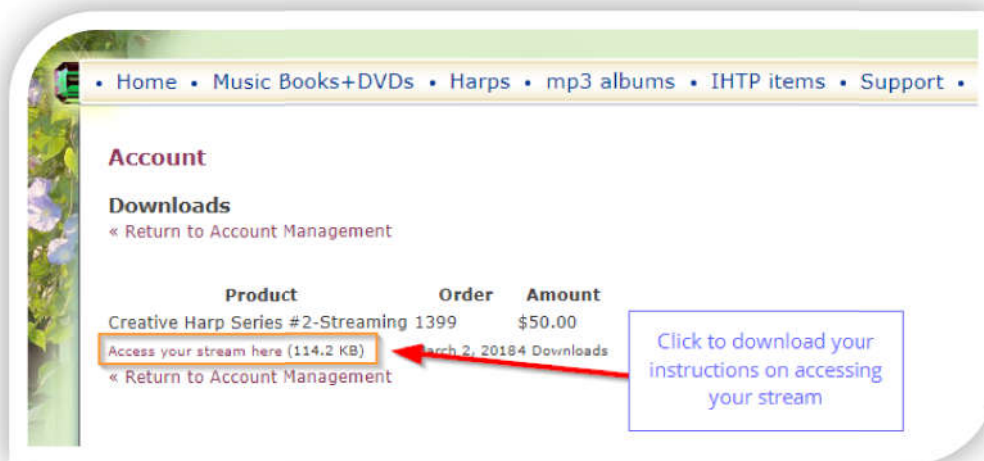 • Home • Music Books+DVDs • Harps • mp3 albums • IHTP items • Support •
Account
Downloads
« Return to Account Management
Product Order Amount
Creative Harp Series #2-Streaming 1399 $50.00
Access your stream here (114.2 KB) 2, 20184 Downloads
« Return to Account Management
Click to download your
instructions on accessing
your stream